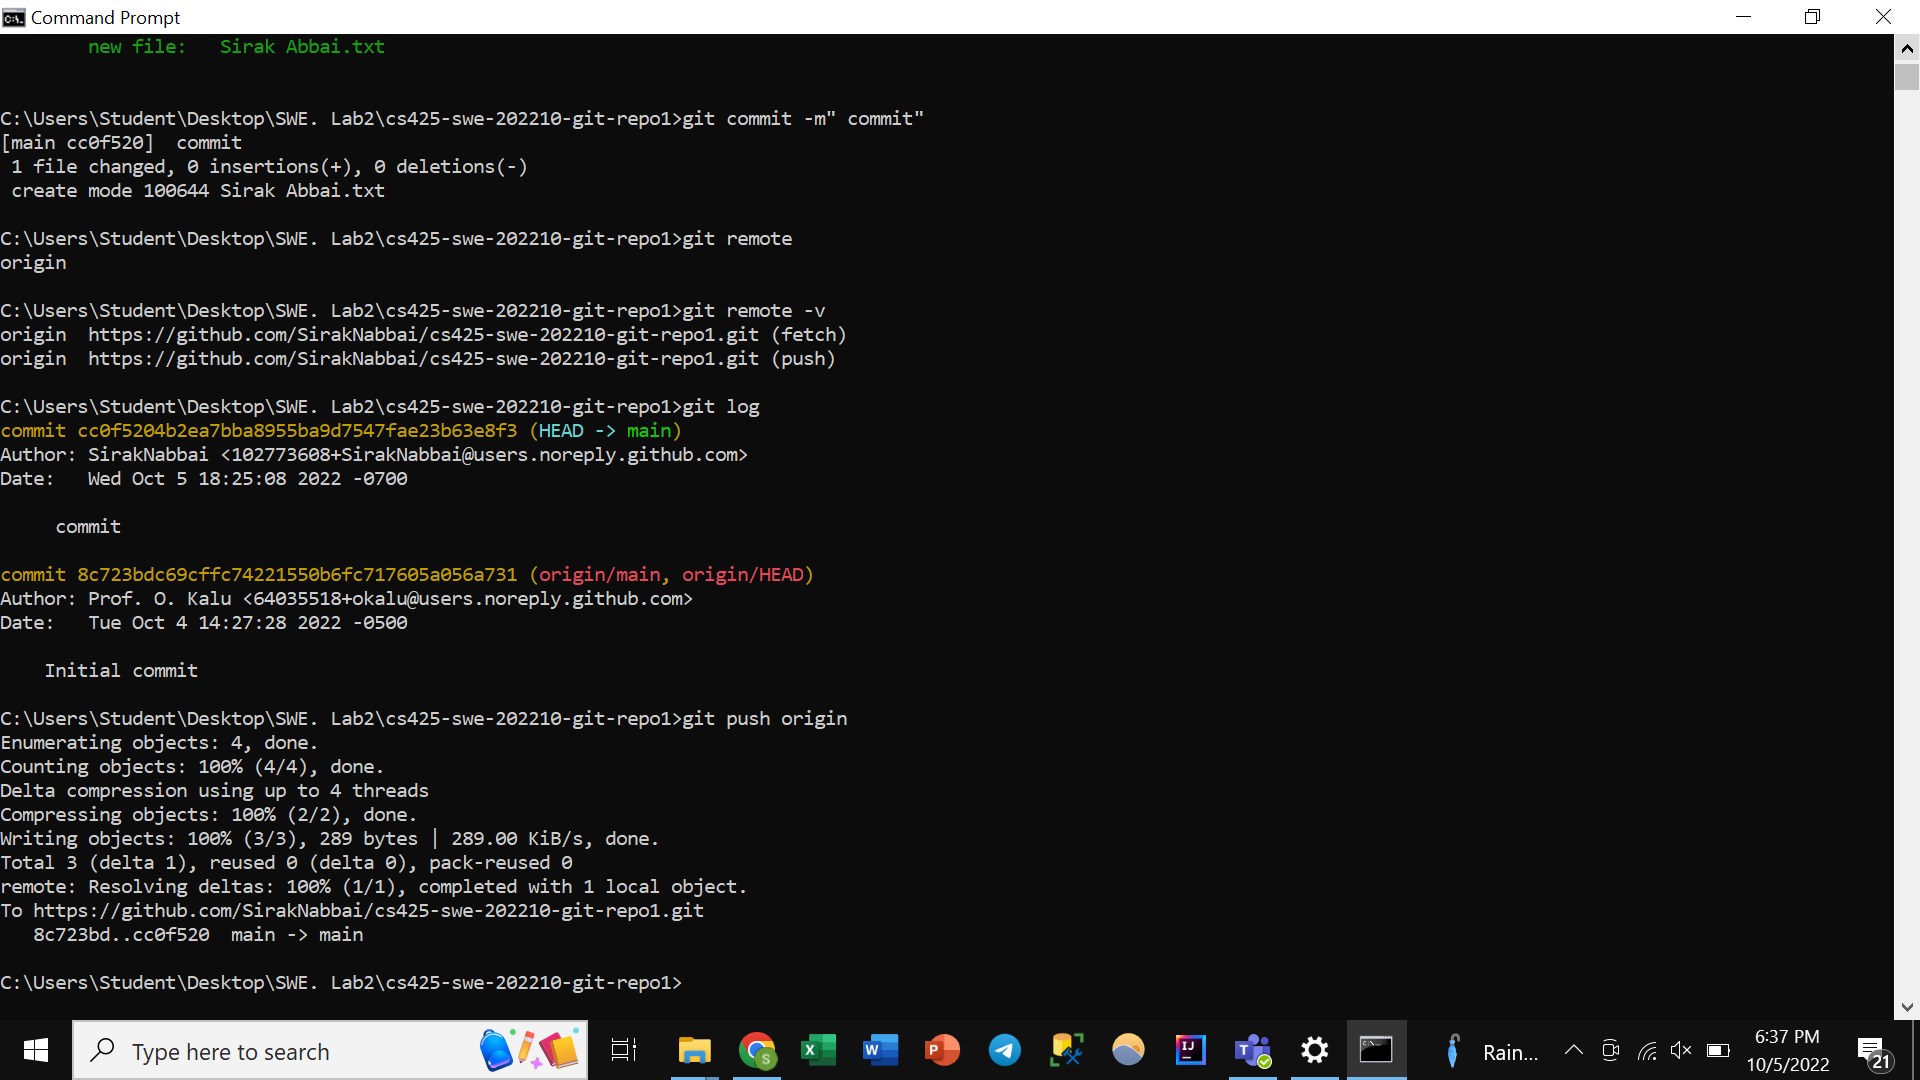 Command Prompt
new file:   Sirak Abbai.txt
C:\Users\Student\Desktop\SWE. Lab2\cs425-swe-202210-git-repo1>git commit -m" commit"
[main cc0f520]  commit
 1 file changed, 0 insertions(+), 0 deletions(-)
 create mode 100644 Sirak Abbai.txt
C:\Users\Student\Desktop\SWE. Lab2\cs425-swe-202210-git-repo1>git remote
origin
C:\Users\Student\Desktop\SWE. Lab2\cs425-swe-202210-git-repo1>git remote -v
origin  https://github.com/SirakNabbai/cs425-swe-202210-git-repo1.git (fetch)
origin  https://github.com/SirakNabbai/cs425-swe-202210-git-repo1.git (push)
C:\Users\Student\Desktop\SWE. Lab2\cs425-swe-202210-git-repo1>git log
commit cc0f5204b2ea7bba8955ba9d7547fae23b63e8f3 (HEAD -> main)
Author: SirakNabbai <102773608+SirakNabbai@users.noreply.github.com>
Date:   Wed Oct 5 18:25:08 2022 -0700
     commit
commit 8c723bdc69cffc74221550b6fc717605a056a731 (origin/main, origin/HEAD)
Author: Prof. O. Kalu <64035518+okalu@users.noreply.github.com>
Date:   Tue Oct 4 14:27:28 2022 -0500
    Initial commit
C:\Users\Student\Desktop\SWE. Lab2\cs425-swe-202210-git-repo1>git push origin
Enumerating objects: 4, done.
Counting objects: 100% (4/4), done.
Delta compression using up to 4 threads
Compressing objects: 100% (2/2), done.
Writing objects: 100% (3/3), 289 bytes | 289.00 KiB/s, done.
Total 3 (delta 1), reused 0 (delta 0), pack-reused 0
remote: Resolving deltas: 100% (1/1), completed with 1 local object.
To https://github.com/SirakNabbai/cs425-swe-202210-git-repo1.git
   8c723bd..cc0f520  main -> main
C:\Users\Student\Desktop\SWE. Lab2\cs425-swe-202210-git-repo1>
Type here to search
Rain...
6:37 PM
10/5/2022
21